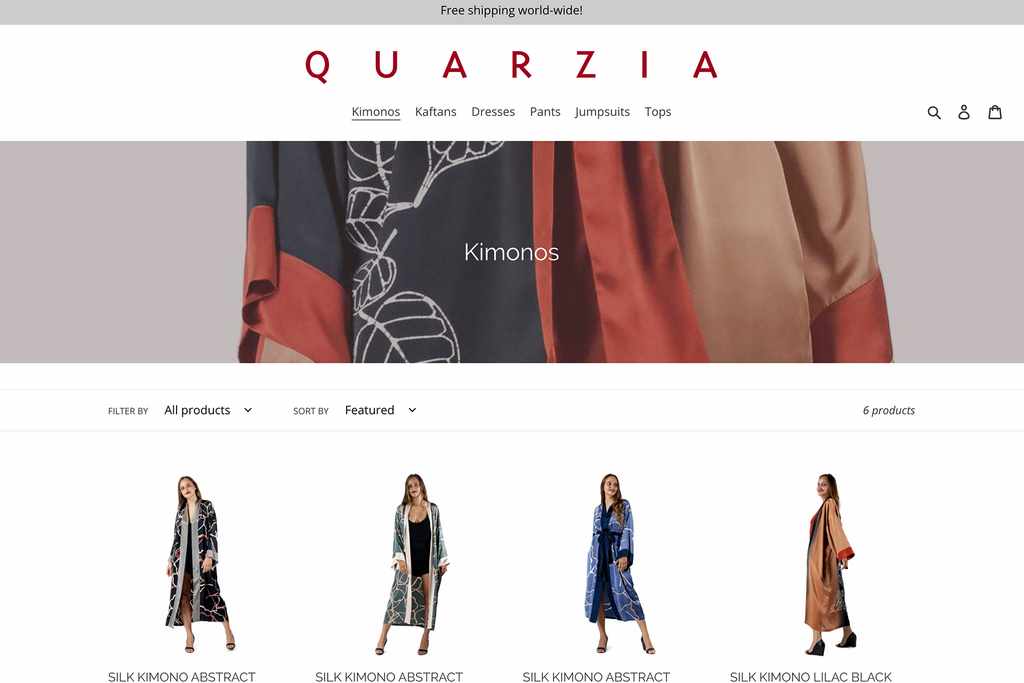 Free shipping world-wide!
QUARZIA
Kimonos Kaftans Dresses Pants Jumpsuits Tops
Kimonos
FILTER BY All products SORT BY Featured 6 products
SILK KIMONO ABSTRACT SILK KIMONO ABSTRACT SILK KIMONO ABSTRACT SILK KIMONO LILAC BLACK